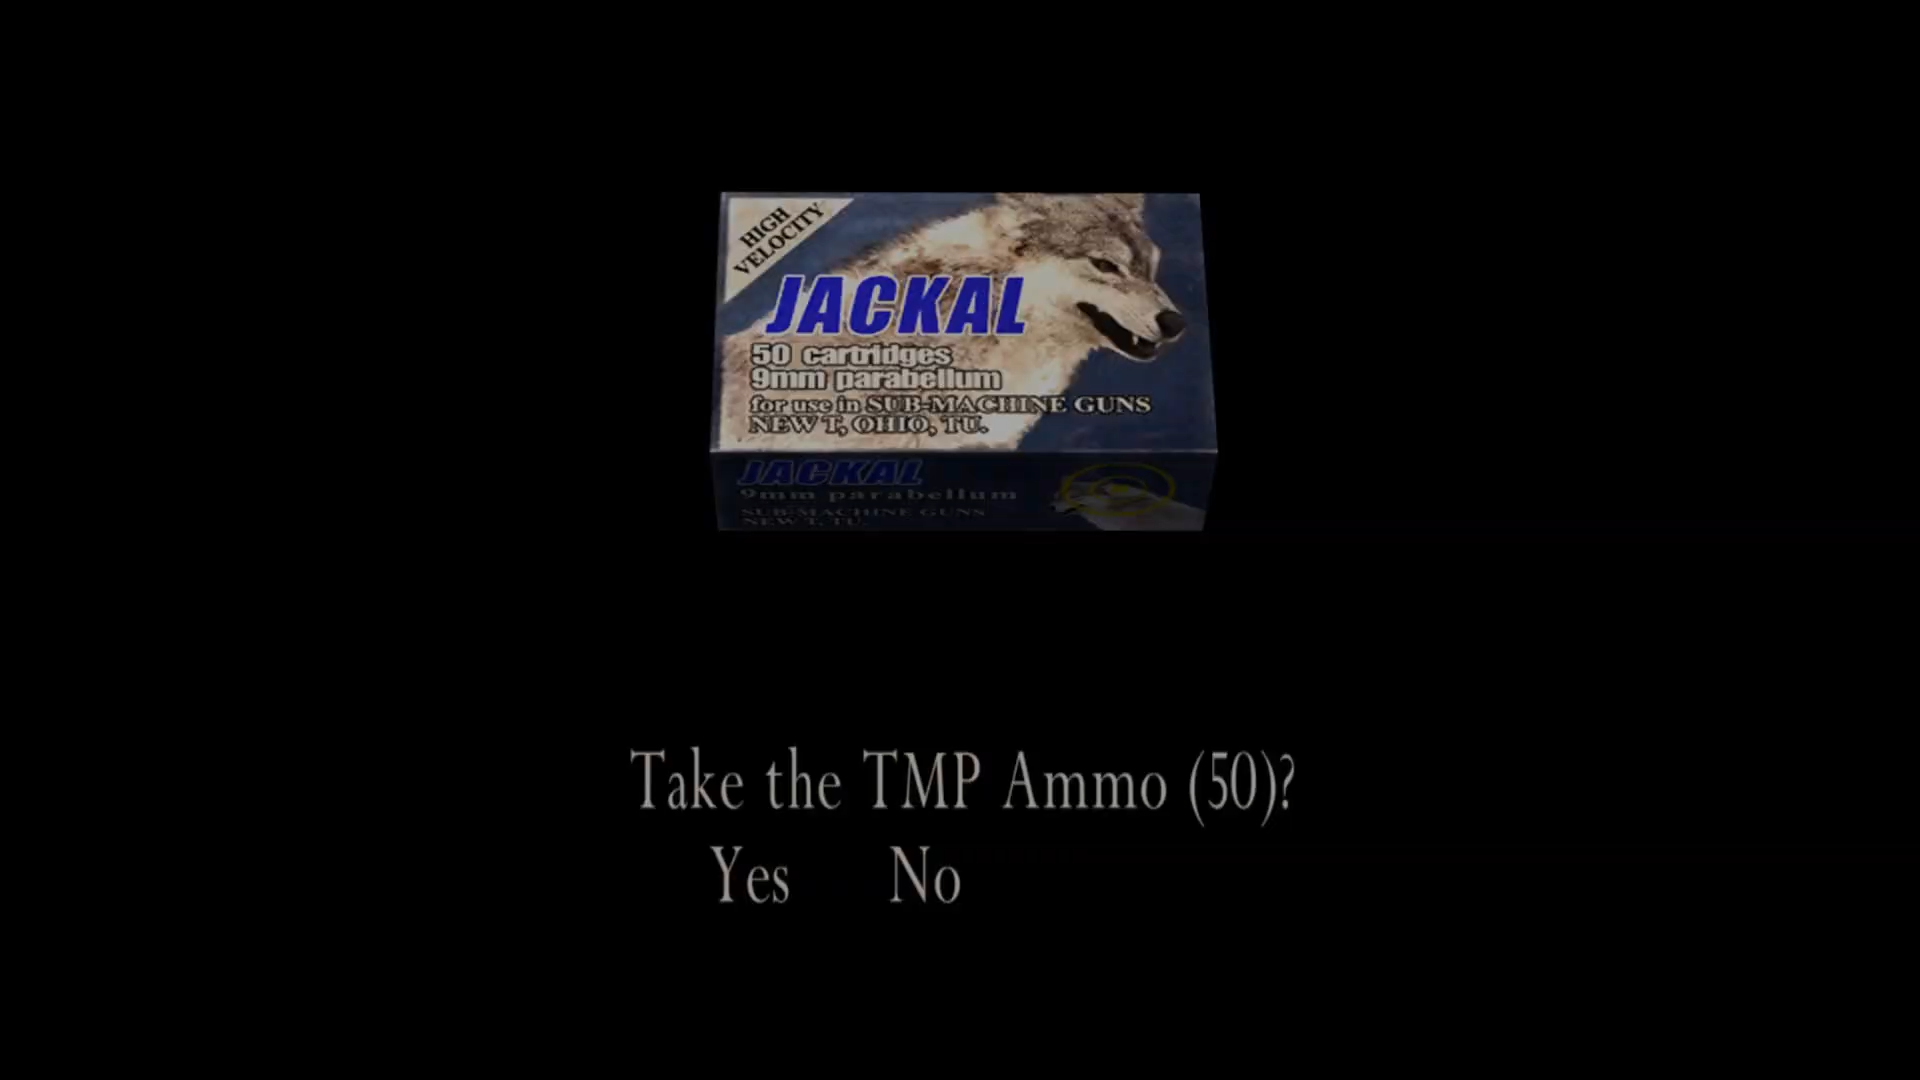 HIGH
VELOCITY
JACKAL
50 cartridges
9mm parabellum
for use in SUB-MACHINE GUNS
NEW T, OHIO, TU.
JACKAL
9mm parabellum
SUB-MACHINE GUNS
NEW T. TU.
Take the TMP Ammo (50)?
Yes No